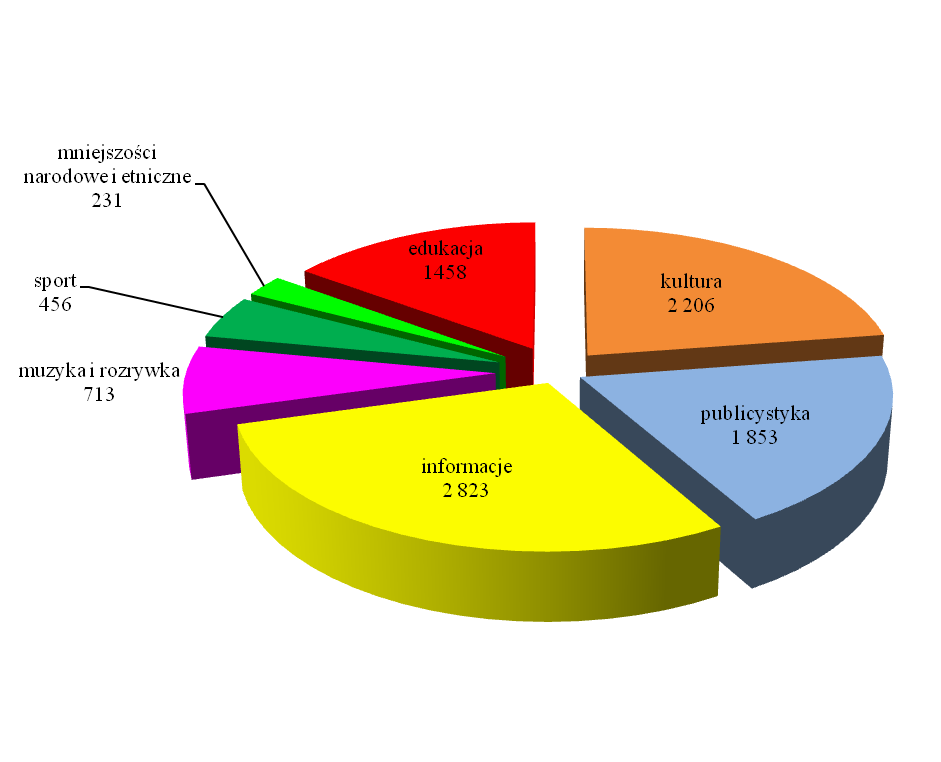 mniejszości
narodowe i etniczne
231
edukacja
1458
kultura
2 206
sport
456
muzyka i rozrywka
713
publicystyka
1 853
informacje
2 823